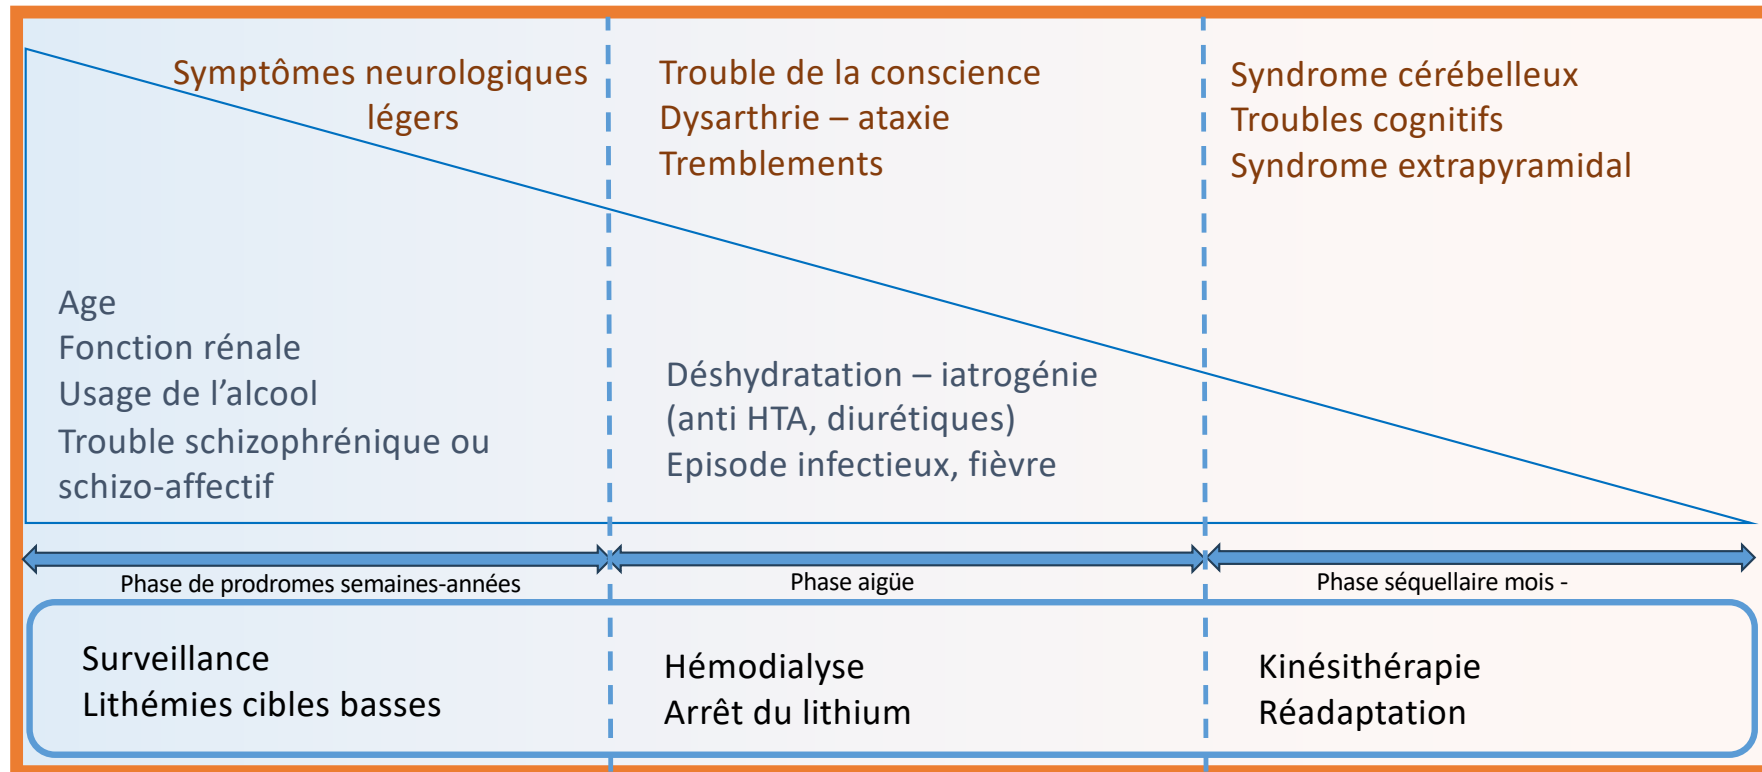 Symptômes neurologiques
légers
Trouble de la conscience
Dysarthrie – ataxie
Tremblements
Syndrome cérébelleux
Troubles cognitifs
Syndrome extrapyramidal
Age
Fonction rénale
Usage de l’alcool
Trouble schizophrénique ou
schizo-affectif
Déshydratation – iatrogénie
(anti HTA, diurétiques)
Episode infectieux, fièvre
Phase de prodromes semaines-années
Phase aigüe
Phase séquellaire mois -
Surveillance
Lithémies cibles basses
Hémodialyse
Arrêt du lithium
Kinésithérapie
Réadaptation